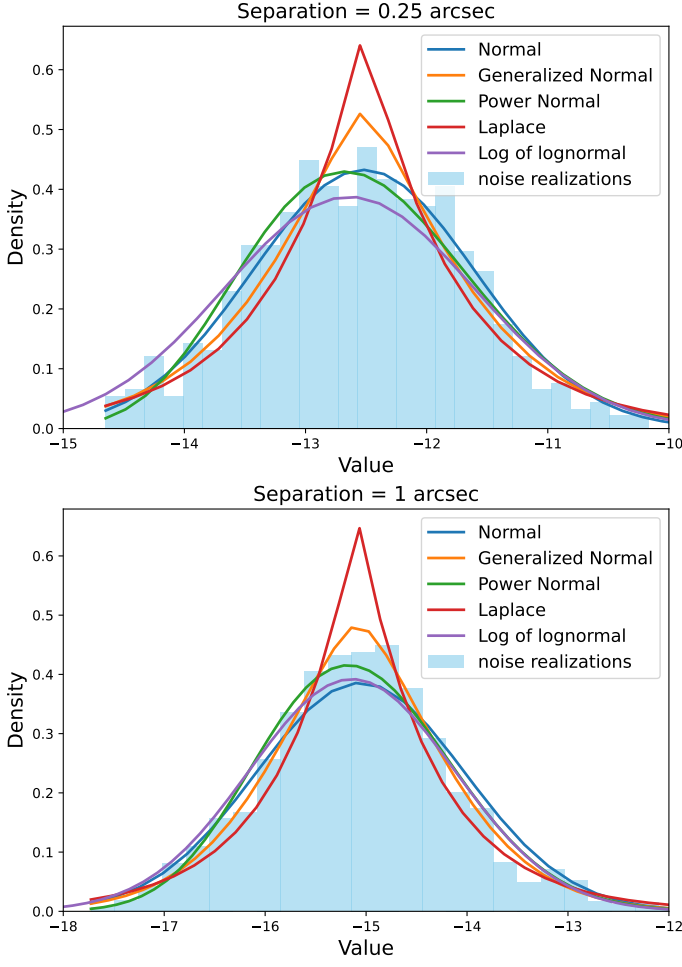 Separation = 0.25 arcsec
Normal
Generalized Normal
Power Normal
Laplace
Log of lognormal
noise realizations
Density
0.6
0.5
0.4
0.3
0.2
0.1
0.0
−15 −14 −13 −12 −11 −10
Value
Separation = 1 arcsec
Normal
Generalized Normal
Power Normal
Laplace
Log of lognormal
noise realizations
Density
0.6
0.5
0.4
0.3
0.2
0.1
0.0
−18 −17 −16 −15 −14 −13 −12
Value